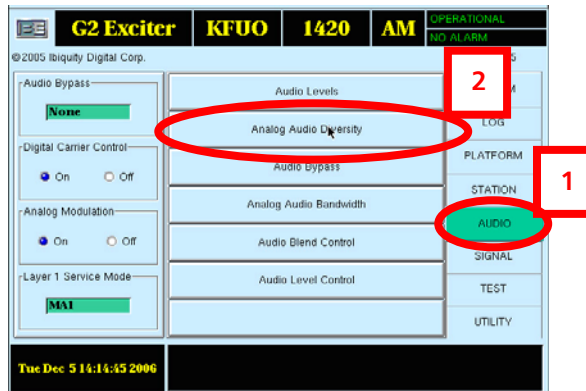 G2 Exciter KFUO 1420 AM OPERATIONAL
NO ALARM
©2005 Ibiquity Digital Corp.
Audio Bypass
None
Digital Carrier Control
On Off
Analog Modulation
On Off
Layer 1 Service Mode
MA1
Audio Levels
Analog Audio Diversity
Audio Bypass
Analog Audio Bandwidth
Audio Blend Control
Audio Level Control
2
LOG
PLATFORM
STATION
1
AUDIO
SIGNAL
TEST
UTILITY
Tue Dec 5 14:14:45 2006